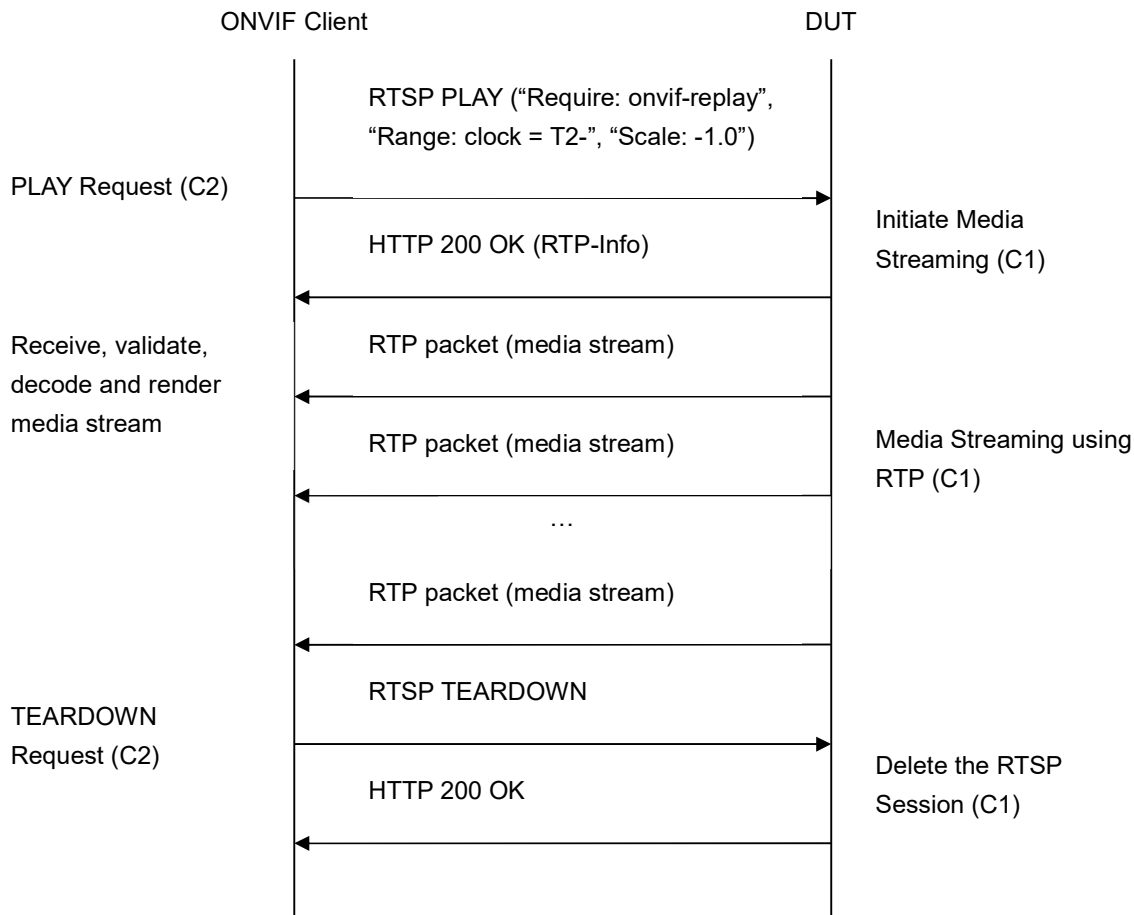 ONVIF Client
DUT
RTSP PLAY (“Require: onvif-replay”,
“Range: clock = T2-”, “Scale: -1.0”)
PLAY Request (C2)
Initiate Media
Streaming (C1)
HTTP 200 OK (RTP-Info)
Receive, validate,
decode and render
media stream
RTP packet (media stream)
RTP packet (media stream)
Media Streaming using
RTP (C1)
…
RTP packet (media stream)
RTSP TEARDOWN
TEARDOWN
Request (C2)
HTTP 200 OK
Delete the RTSP
Session (C1)